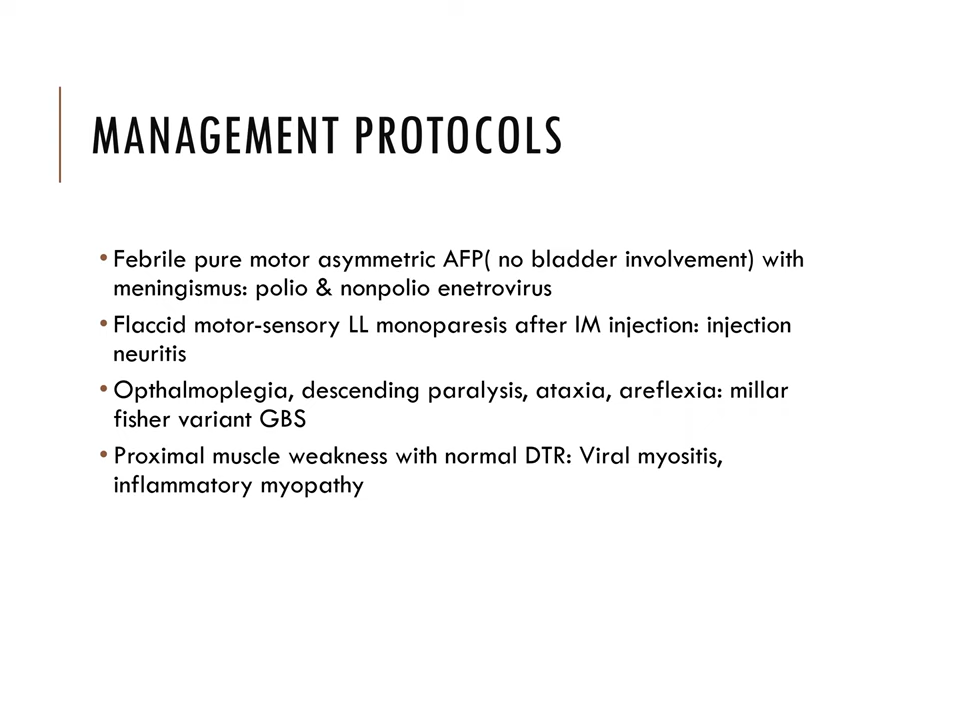 MANAGEMENT PROTOCOLS
• Febrile pure motor asymmetric AFP( no bladder involvement) with
meningismus: polio & nonpolio enetrovirus
• Flaccid motor-sensory LL monoparesis after IM injection: injection
neuritis
• Opthalmoplegia, descending paralysis, ataxia, areflexia: millar
fisher variant GBS
• Proximal muscle weakness with normal DTR: Viral myositis,
inflammatory myopathy